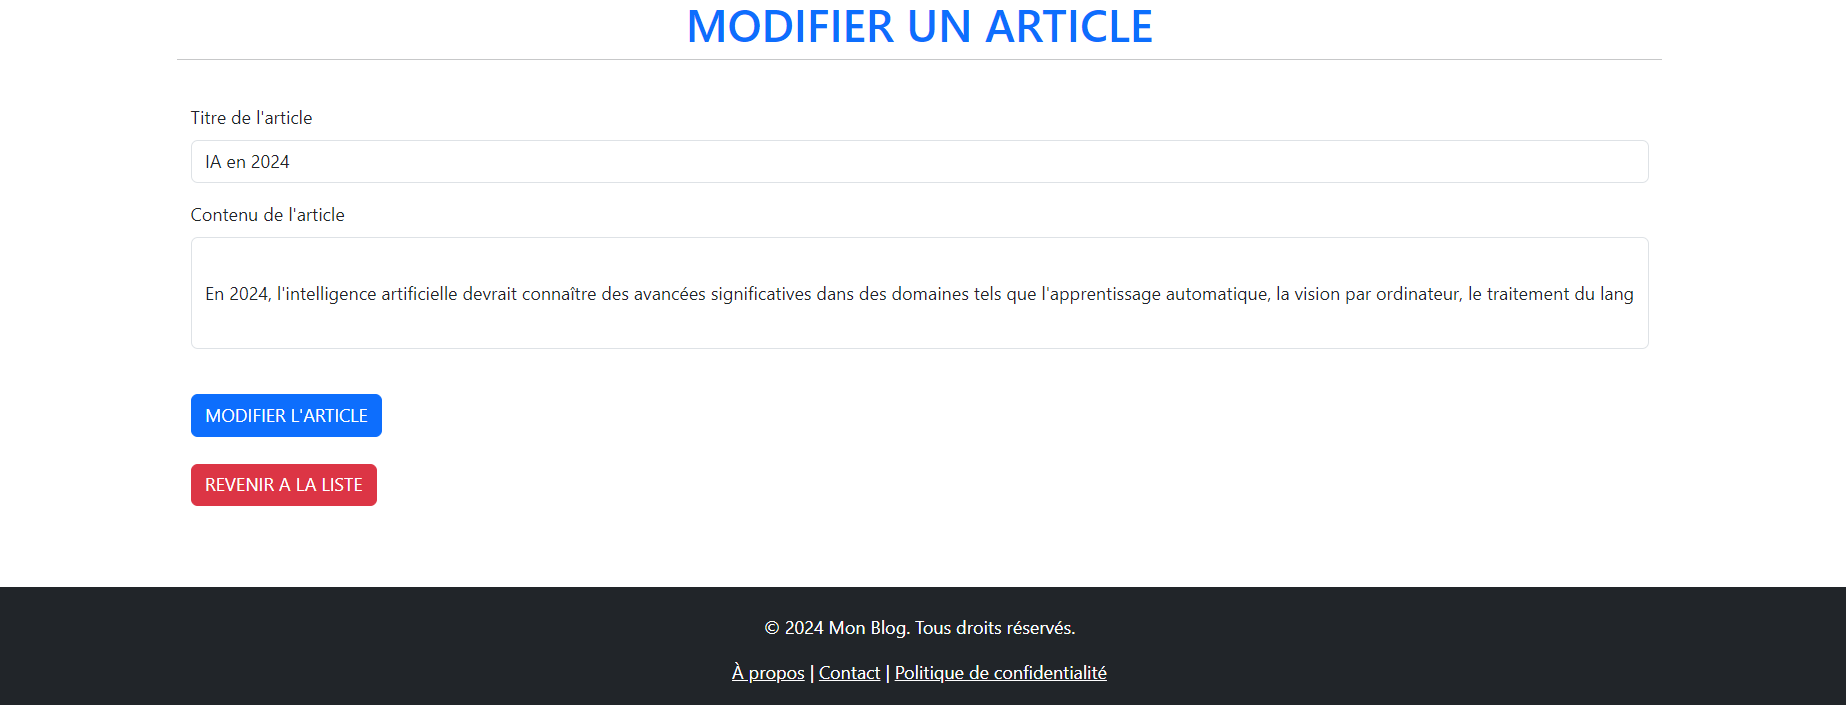 MODIFIER UN ARTICLE
Titre de l'article
IA en 2024
Contenu de l'article
En 2024, l'intelligence artificielle devrait connaître des avancées significatives dans des domaines tels que l'apprentissage automatique, la vision par ordinateur, le traitement du lang
MODIFIER L'ARTICLE
REVENIR A LA LISTE
© 2024 Mon Blog. Tous droits réservés.
À propos | Contact | Politique de confidentialité